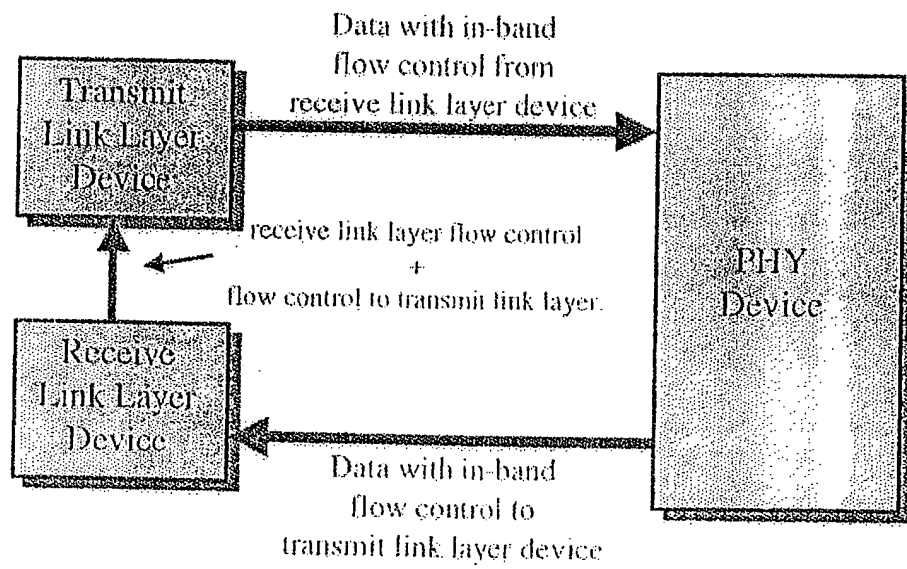 Data with in-band
flow control from
receive link layer device
Transmit
Link Layer
Device
receive link layer flow control
+
flow control to transmit link layer
PHY
Device
Receive
Link Layer
Device
Data with in-band
flow control to
transmit link layer device